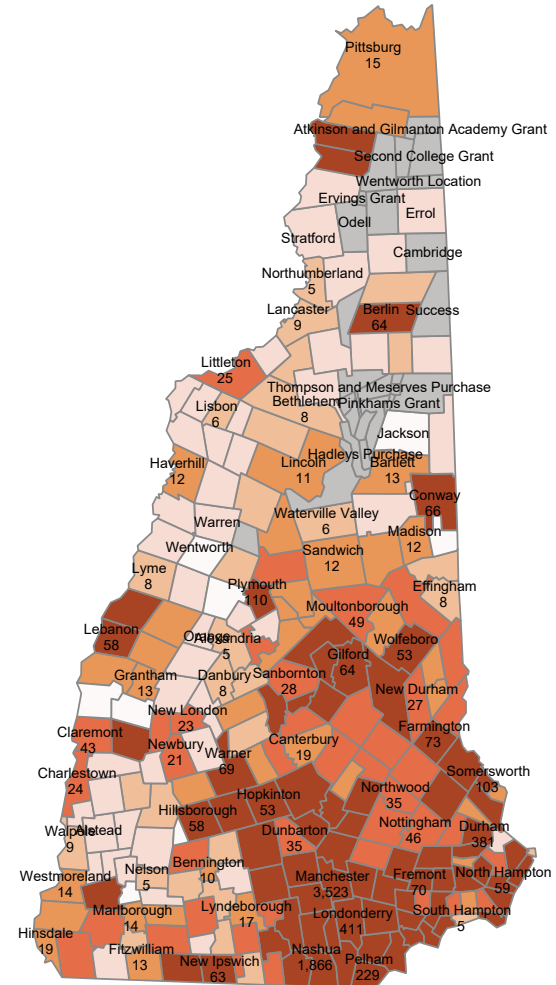 Pittsburg
15
Atkinson and Gilmanton Academy Grant
Second College Grant
Wentworth Location
Ervings Grant
Errol
Odell
Stratford
Cambridge
Northumberland
5
Lancaster
9
Berlin
64
Success
Littleton
25
Thompson and Meserves Purchase
Bethlehem
8
Pinkhams Grant
Lisbon
6
Jackson
Hadleys Purchase
Haverhill
12
Lincoln
11
Bartlett
13
Conway
66
Waterville Valley
6
Warren
Madison
12
Wentworth
Sandwich
12
Lyme
8
Plymouth
110
Effingham
8
Moultonborough
49
Lebanon
58
Orange
Alexandria
5
Wolfeboro
53
Gilford
64
Grantham
13
Danbury
8
Sanbornton
28
New Durham
27
New London
23
Claremont
43
Farmington
73
Newbury
21
Warner
69
Canterbury
19
Charlestown
24
Somersworth
103
Hopkinton
53
Northwood
35
Hillsborough
58
Walpole
9
Alstead
Dunbarton
35
Nottingham
46
Durham
381
Westmoreland
14
Nelson
5
Bennington
10
Manchester
3,523
Fremont
70
North Hampton
59
Marlborough
14
Lyndeborough
17
Londonderry
411
South Hampton
5
Hinsdale
19
Fitzwilliam
13
New Ipswich
63
Nashua
1,866
Pelham
229